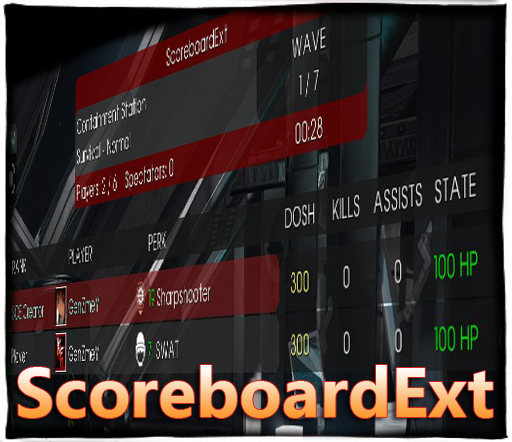 ScoreboardExt
WAVE
Containment Station
1 / 7
Survival - Normal
00:28
Players: 2 / 6 Spectators: 0
RANK PLAYER PERK DOSH KILLS ASSISTS STATE
SCE Creator GenZmeY 19 Sharpshooter 300 0 0 100 HP
Player GenZmeY 7 SWAT 300 0 0 100 HP
ScoreboardExt